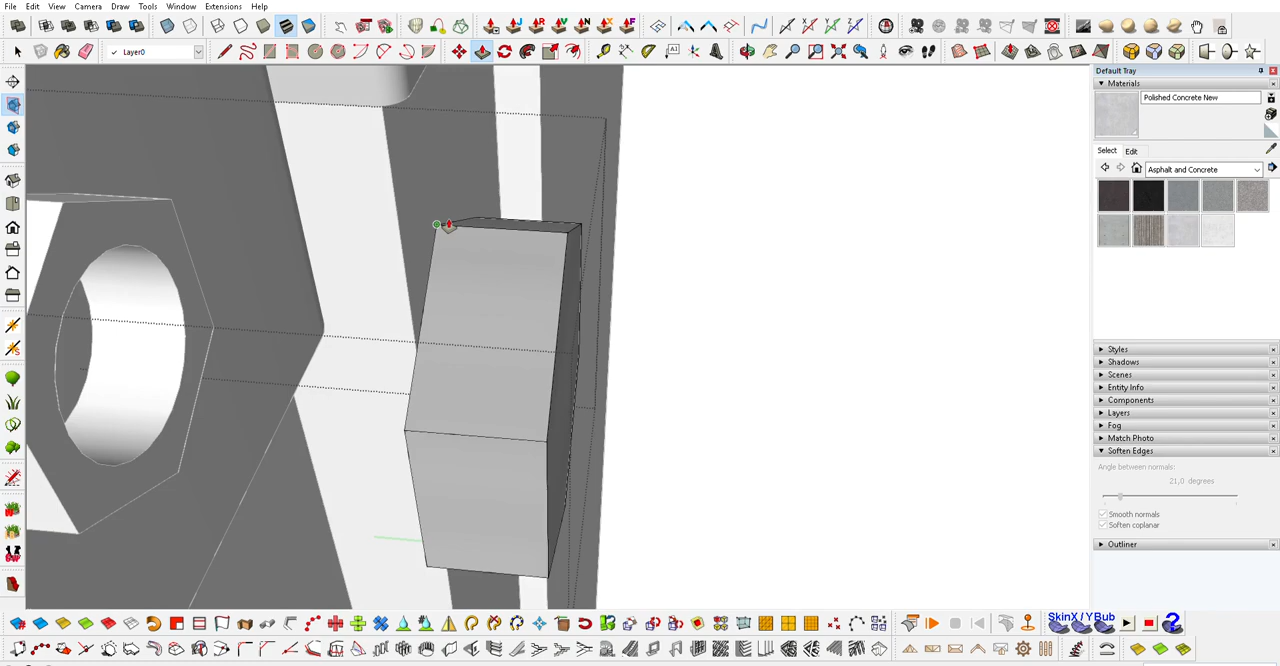 File Edit View Camera Draw Tools Window Extensions Help
Layer0
Default Tray
Materials
Polished Concrete New
Select Edit
Asphalt and Concrete
Styles
Shadows
Scenes
Entity Info
Components
Layers
Fog
Match Photo
Soften Edges
Angle between normals:
21,0 degrees
Smooth normals
Soften coplanar
Outliner
SkinX / YBub